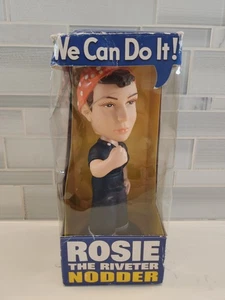 We Can Do It!
ROSIE
THE RIVETER
NODDER